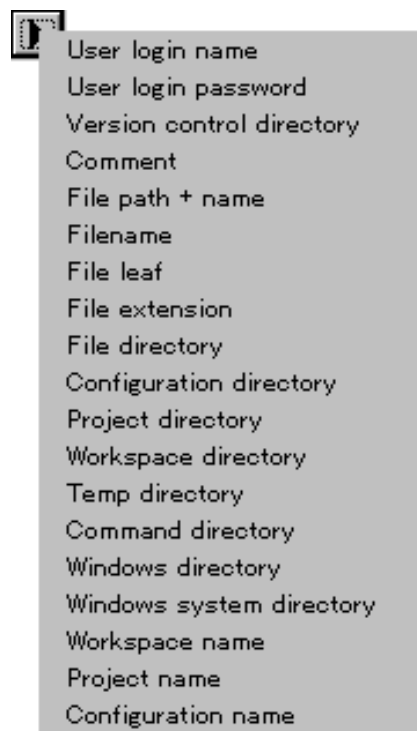 User login name
User login password
Version control directory
Comment
File path + name
Filename
File leaf
File extension
File directory
Configuration directory
Project directory
Workspace directory
Temp directory
Command directory
Windows directory
Windows system directory
Workspace name
Project name
Configuration name